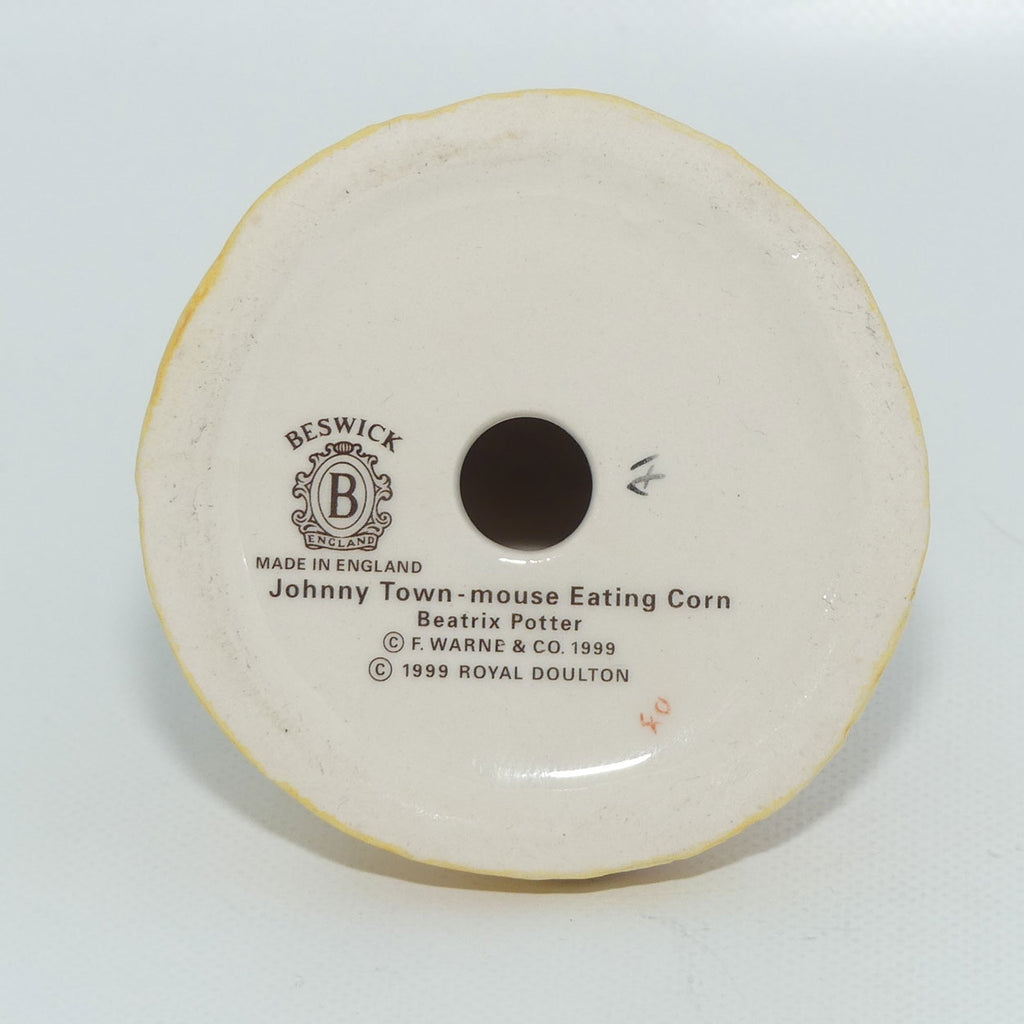 BESWICK
B
ENGLAND
MADE IN ENGLAND
Johnny Town-mouse Eating Corn
Beatrix Potter
© F. WARNE & CO. 1999
© 1999 ROYAL DOULTON